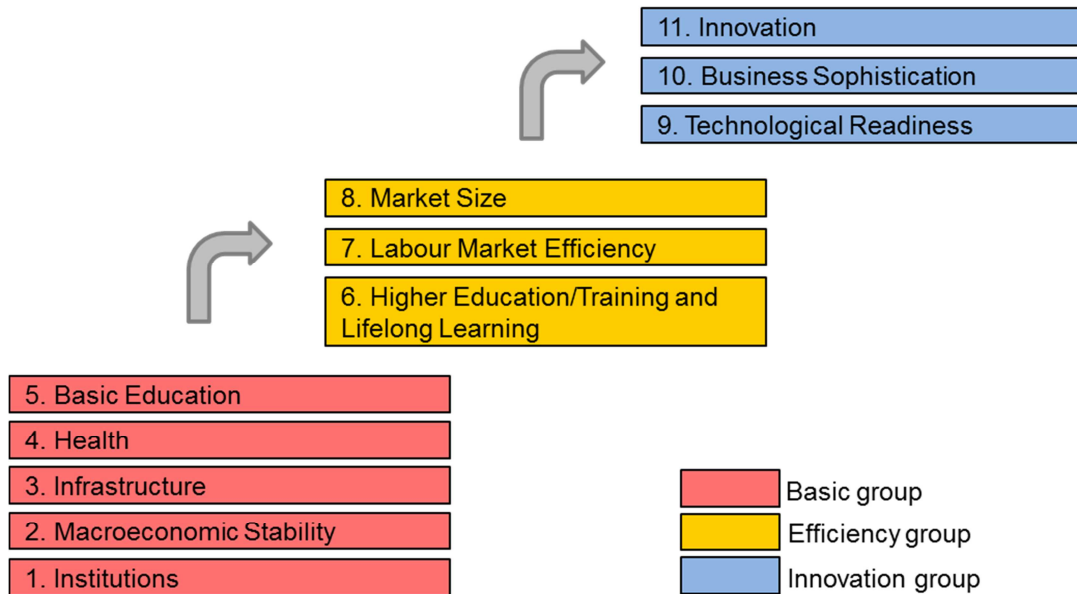 11. Innovation
10. Business Sophistication
9. Technological Readiness
8. Market Size
7. Labour Market Efficiency
6. Higher Education/Training and
Lifelong Learning
5. Basic Education
4. Health
3. Infrastructure
2. Macroeconomic Stability
1. Institutions
Basic group
Efficiency group
Innovation group